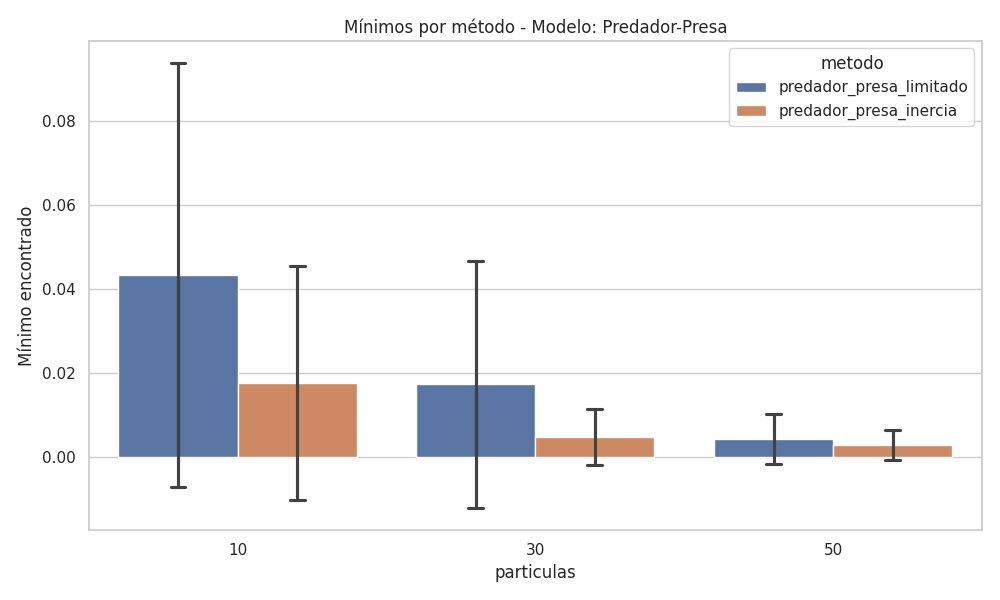 Mínimos por método - Modelo: Predador-Presa
metodo
predador_presa_limitado
predador_presa_inercia
Mínimo encontrado
0.08
0.06
0.04
0.02
0.00
10
30
50
particulas